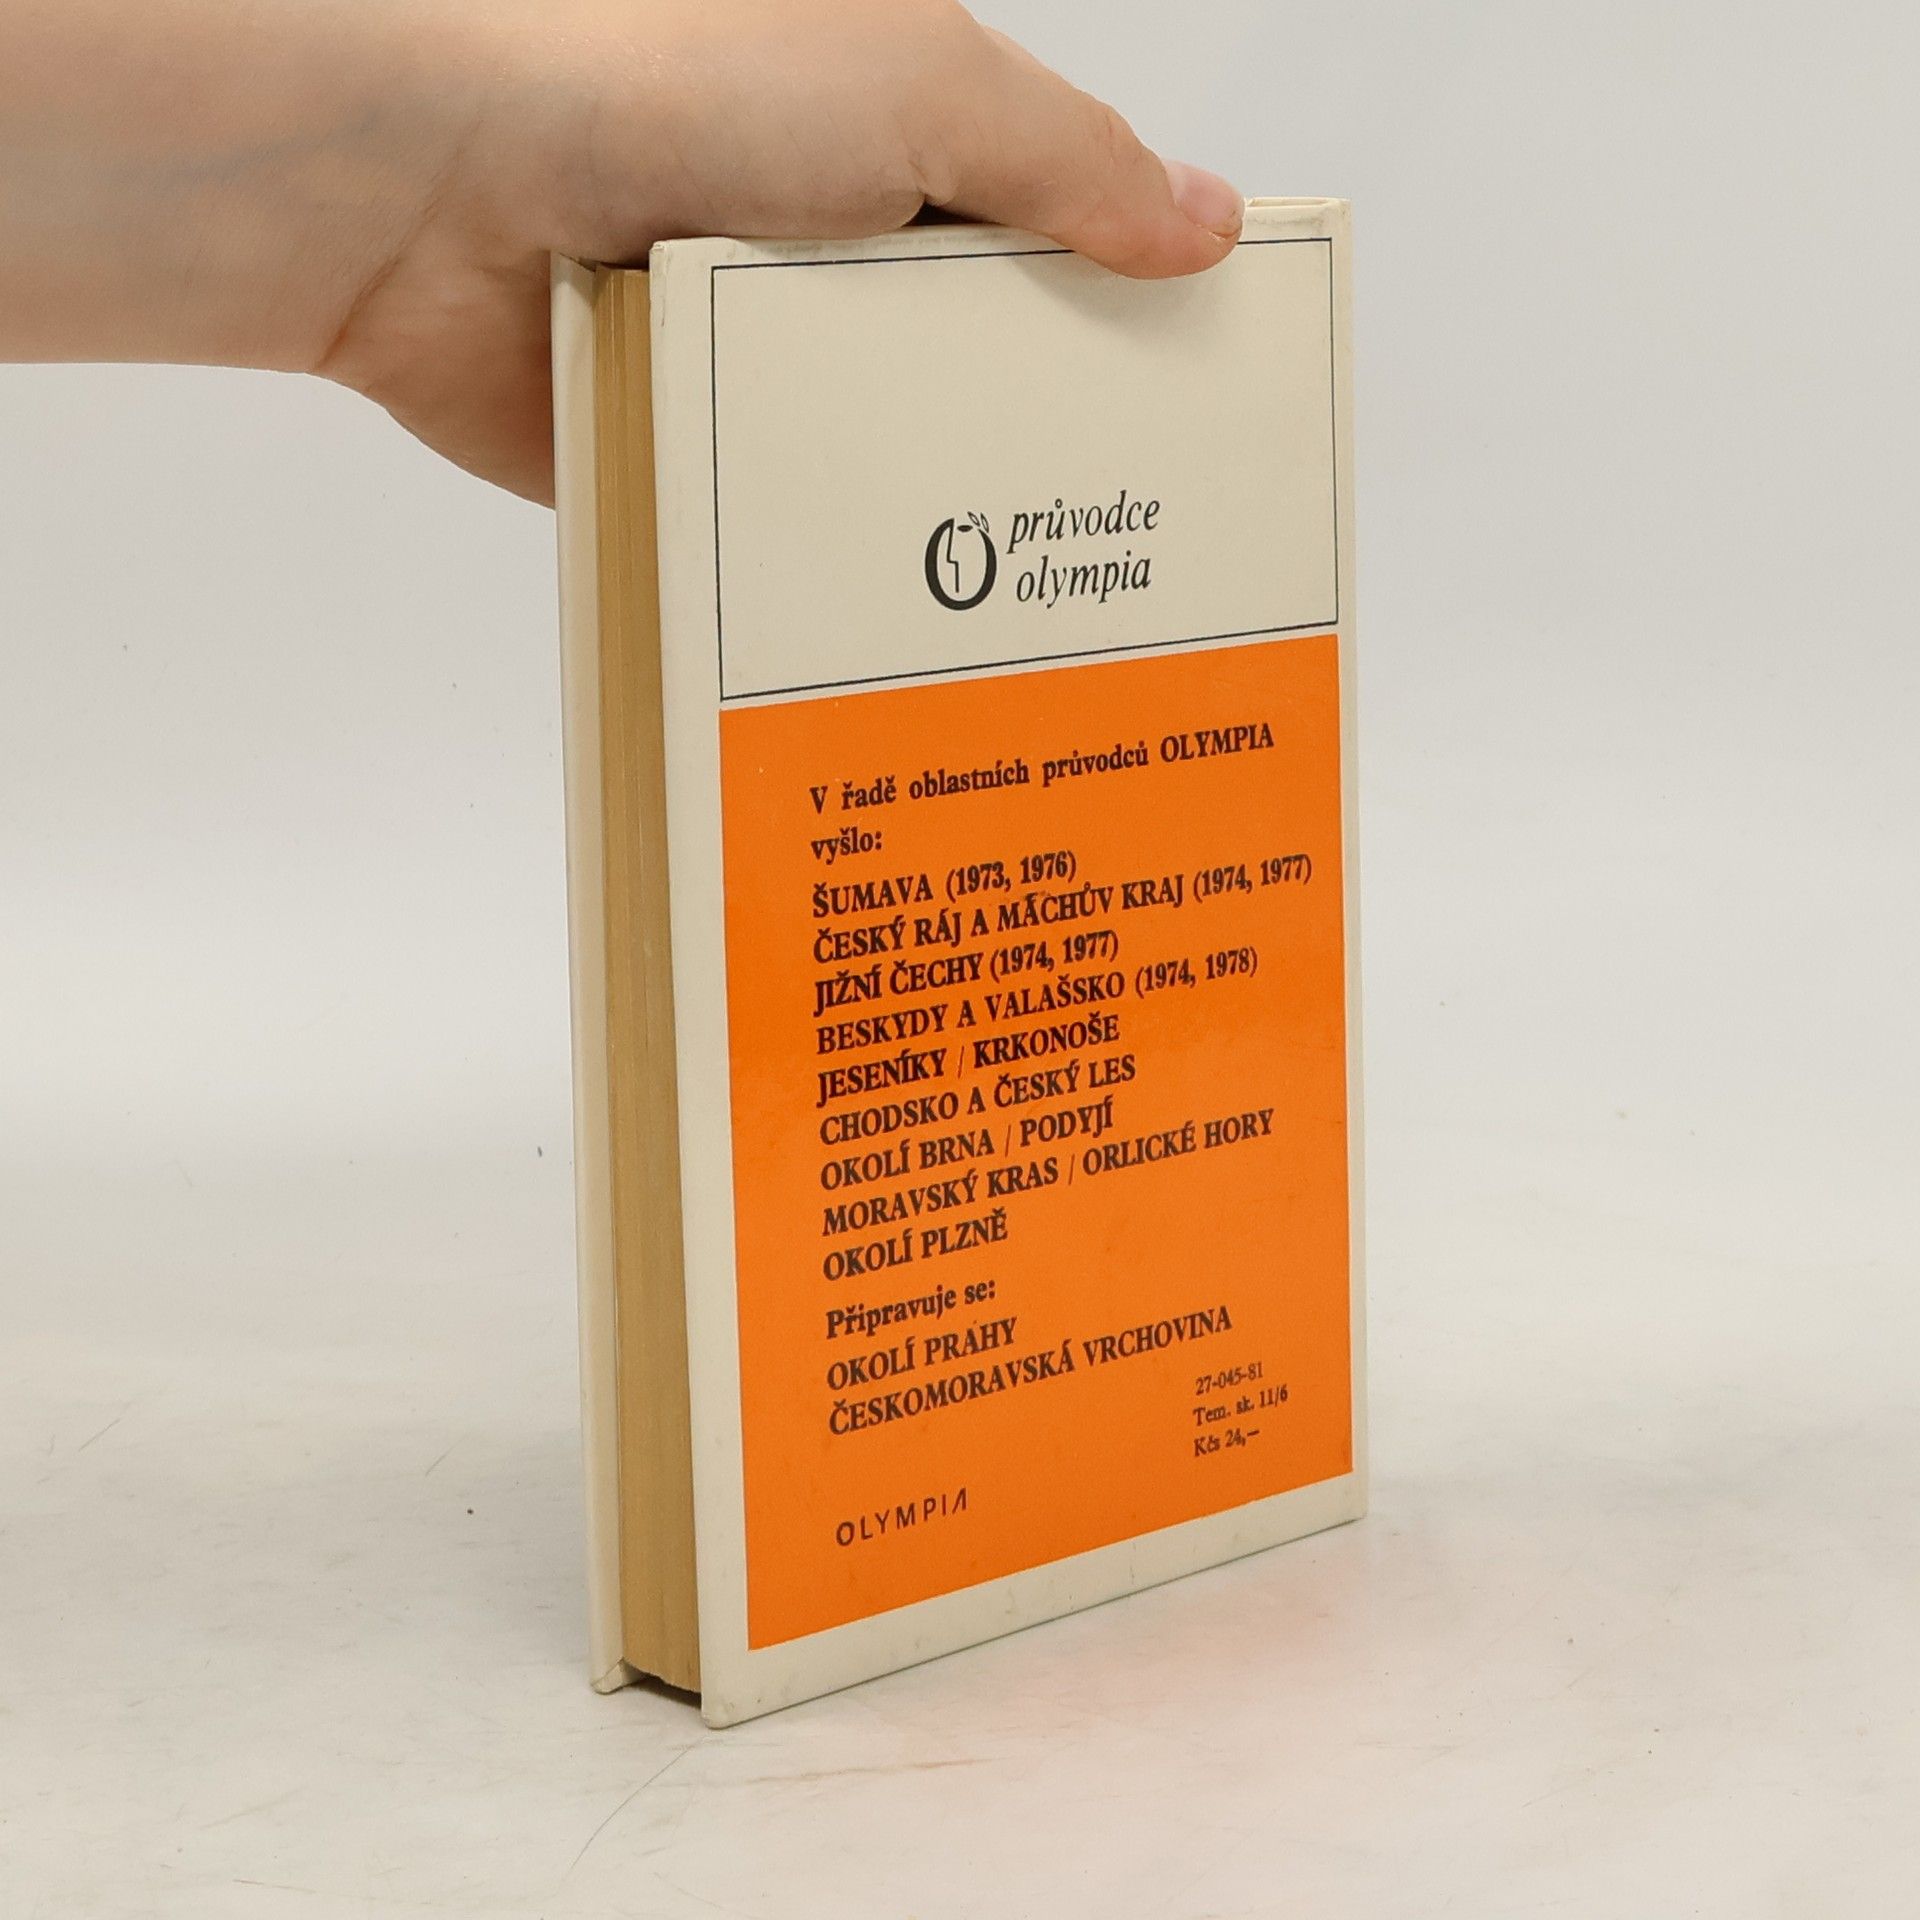 průvodce
olympia
V řadě oblastních průvodců OLYMPIA
vyšlo:
ŠUMAVA (1973, 1976)
ČESKÝ RÁJ A MÁCHŮV KRAJ (1974, 1977)
JIŽNÍ ČECHY (1974, 1977)
BESKYDY A VALAŠSKO (1974, 1978)
JESENÍKY / KRKONOŠE
CHODSKO A ČESKÝ LES
OKOLÍ BRNA / PODYJÍ
MORAVSKÝ KRAS / ORLICKÉ HORY
OKOLÍ PLZNĚ
Připravuje se:
OKOLÍ PRAHY
ČESKOMORAVSKÁ VRCHOVINA
27-045-81
Tem. sk. 11/6
Kčs 24,—
OLYMPIA